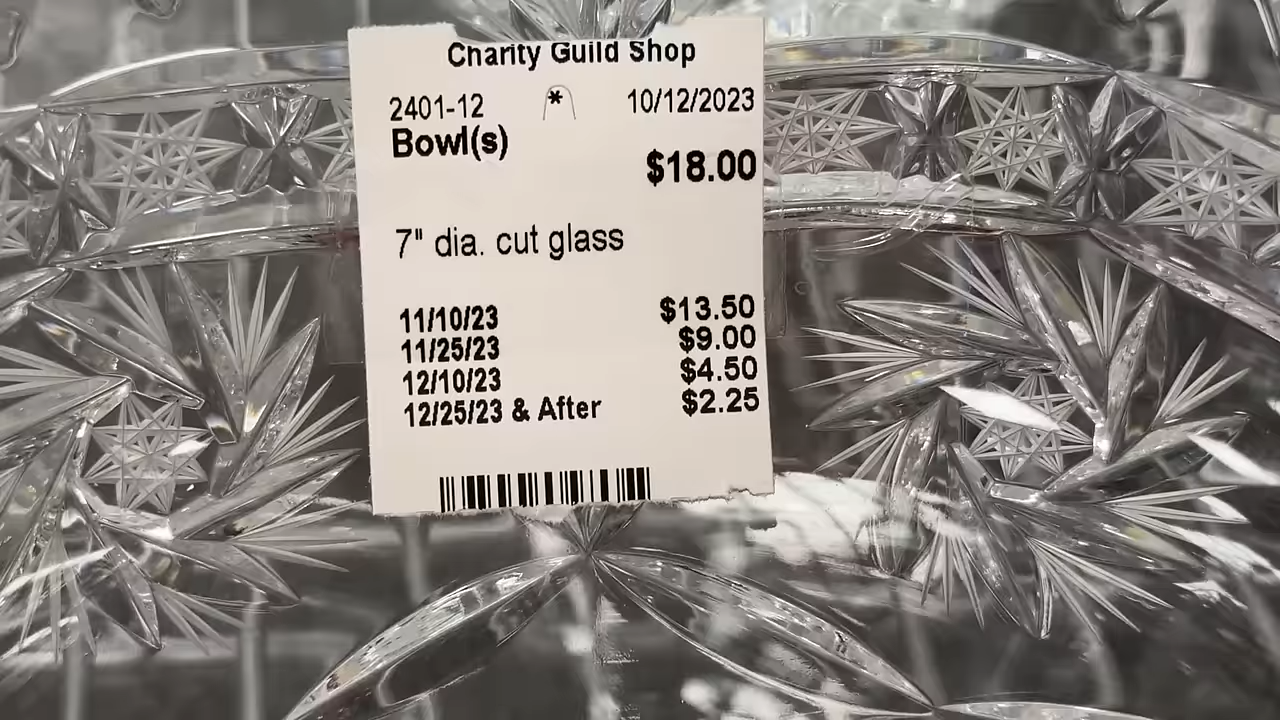 Charity Guild Shop
2401-12 * 10/12/2023
Bowl(s)
$18.00
7" dia. cut glass
11/10/23 $13.50
11/25/23 $9.00
12/10/23 $4.50
12/25/23 & After $2.25